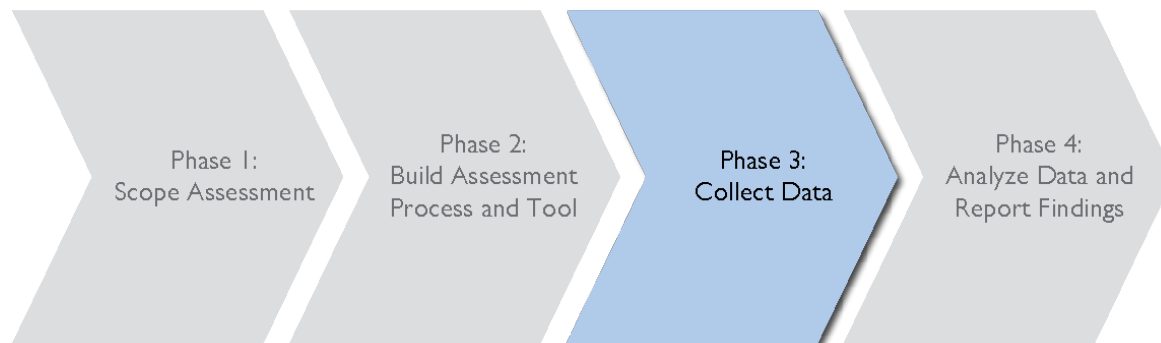 Phase 1:
Scope Assessment
Phase 2:
Build Assessment
Process and Tool
Phase 3:
Collect Data
Phase 4:
Analyze Data and
Report Findings